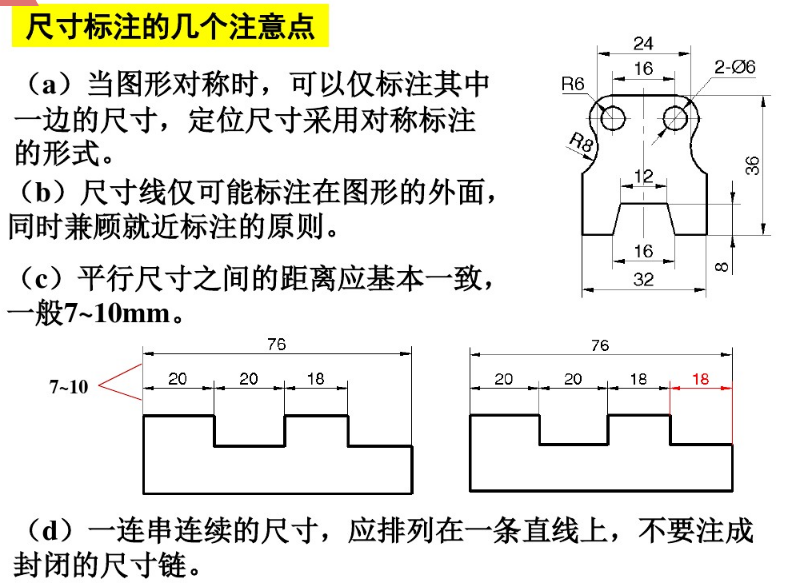 尺寸标注的几个注意点
（a）当图形对称时，可以仅标注其中
一边的尺寸，定位尺寸采用对称标注
的形式。
（b）尺寸线仅可能标注在图形的外面，
同时兼顾就近标注的原则。
（c）平行尺寸之间的距离应基本一致，
一般7~10mm。
24
16
2-Ø6
R6
R8
12
36
16
8
32
76
20 20 18
7~10
76
20 20 18 18
（d）一连串连续的尺寸，应排列在一条直线上，不要注成
封闭的尺寸链。